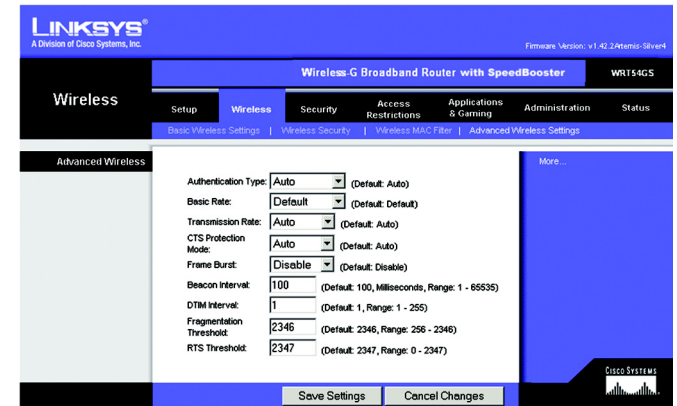 LINKSYS®
A Division of Cisco Systems, Inc.
Firmware Version: v1.42.2Artemis-Silver4
Wireless-G Broadband Router with SpeedBooster WRT54GS
Wireless
Setup Wireless Security Access Restrictions Applications & Gaming Administration Status
Basic Wireless Settings | Wireless Security | Wireless MAC Filter | Advanced Wireless Settings
Advanced Wireless
More...
Authentication Type: Auto (Default: Auto)
Basic Rate: Default (Default: Default)
Transmission Rate: Auto (Default: Auto)
CTS Protection Mode: Auto (Default: Auto)
Frame Burst: Disable (Default: Disable)
Beacon Interval: 100 (Default: 100, Milliseconds, Range: 1 - 65535)
DTIM Interval: 1 (Default: 1, Range: 1 - 255)
Fragmentation Threshold: 2346 (Default: 2346, Range: 256 - 2346)
RTS Threshold: 2347 (Default: 2347, Range: 0 - 2347)
Save Settings Cancel Changes
CISCO SYSTEMS